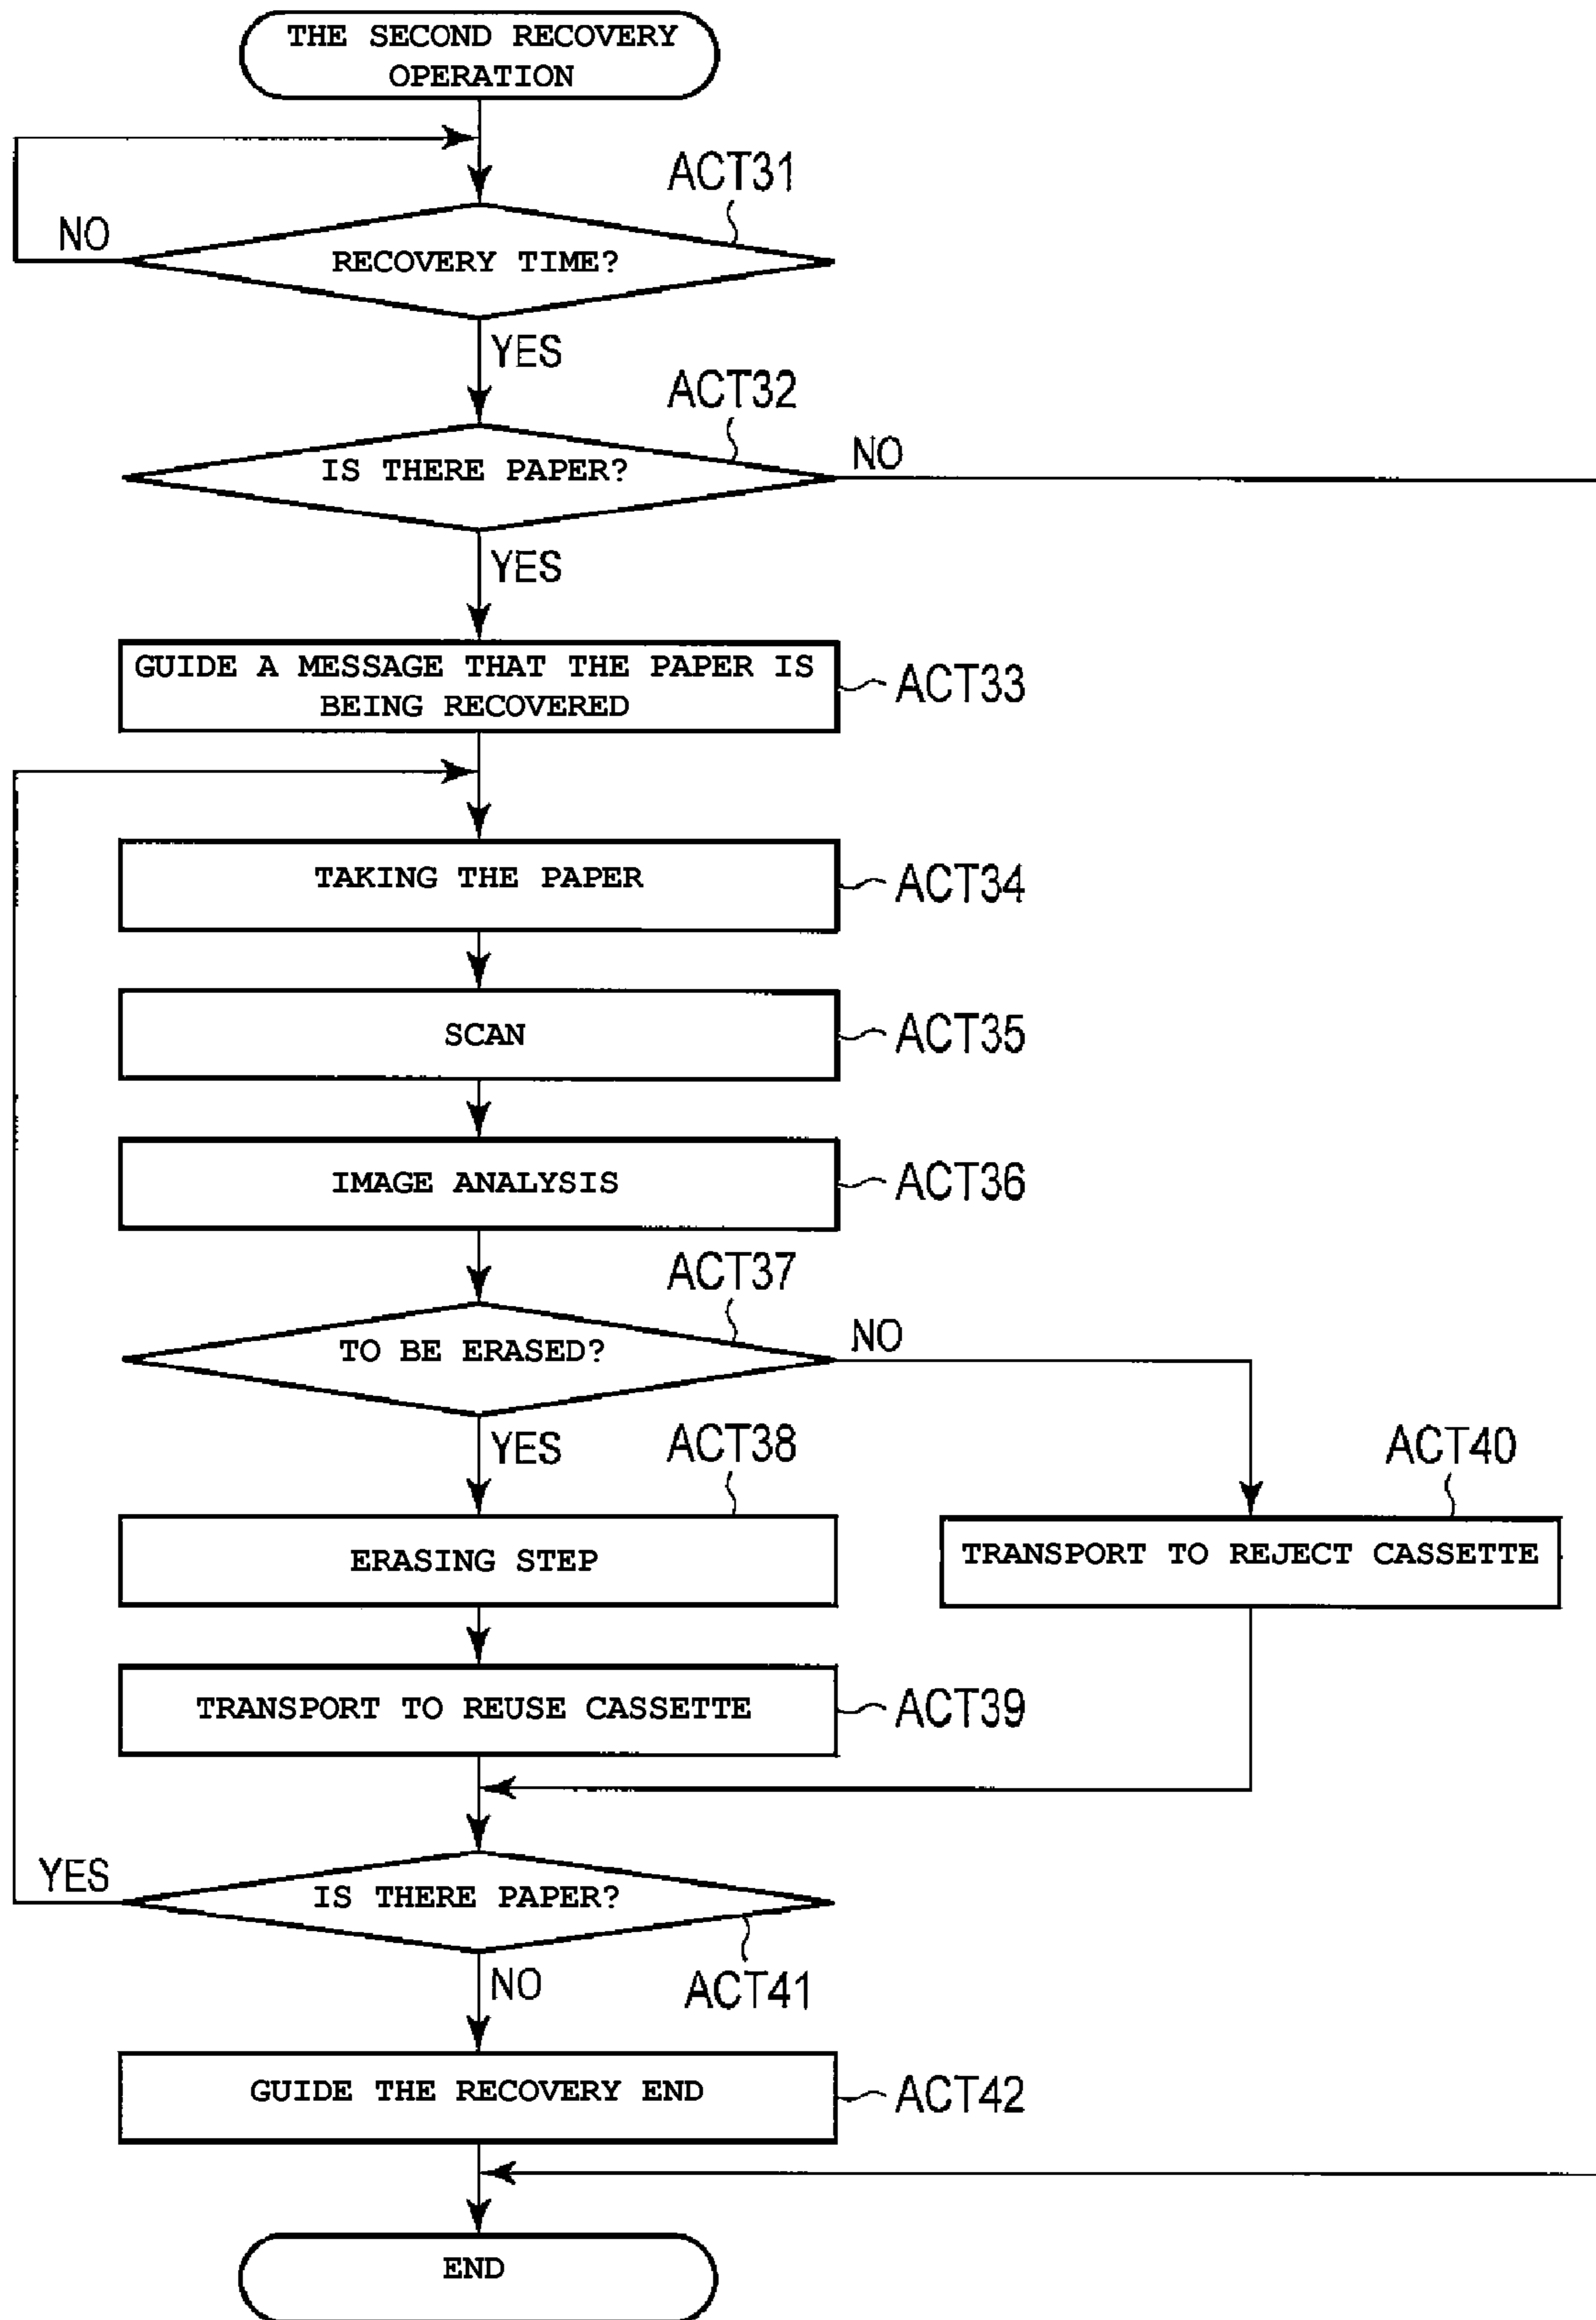 THE SECOND RECOVERY
OPERATION
ACT31
NO
RECOVERY TIME?
YES
ACT32
IS THERE PAPER?
NO
YES
GUIDE A MESSAGE THAT THE PAPER IS
BEING RECOVERED
ACT33
TAKING THE PAPER
ACT34
SCAN
ACT35
IMAGE ANALYSIS
ACT36
ACT37
TO BE ERASED?
NO
YES
ACT38
ACT40
ERASING STEP
TRANSPORT TO REJECT CASSETTE
TRANSPORT TO REUSE CASSETTE
ACT39
YES
IS THERE PAPER?
NO
ACT41
GUIDE THE RECOVERY END
ACT42
END